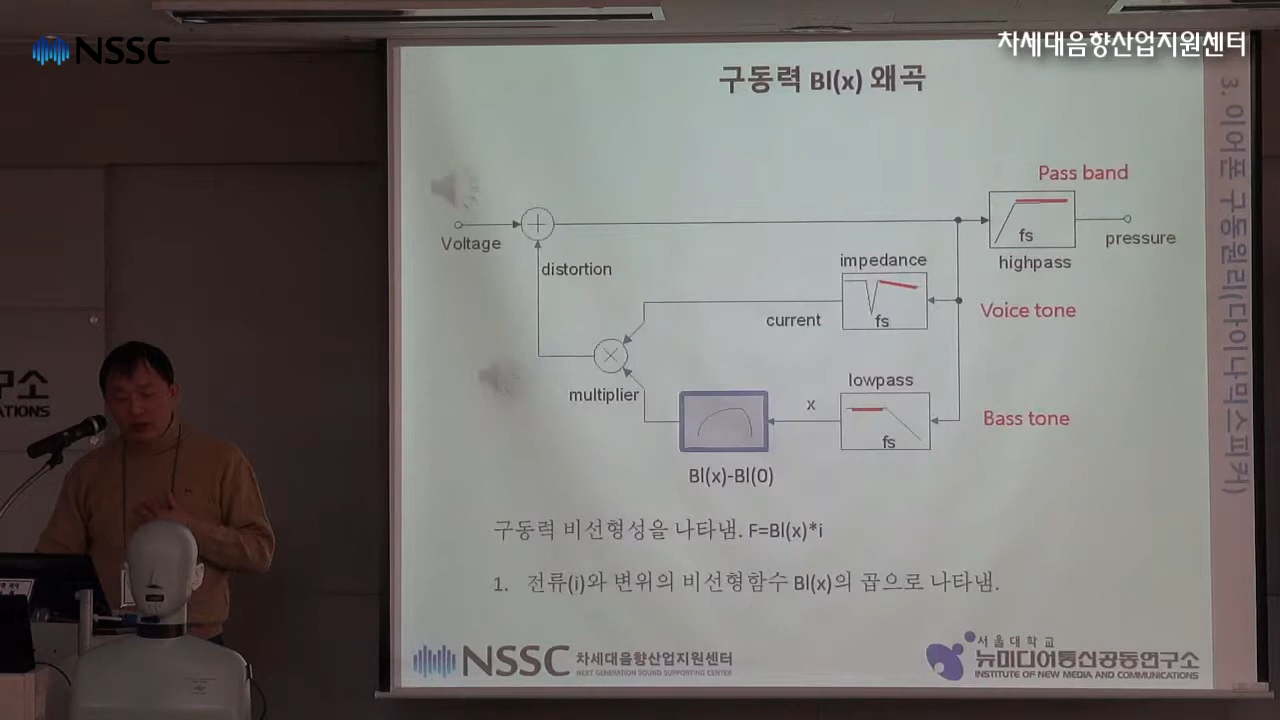 NSSC
차세대음향산업지원센터
구동력 Bl(x) 왜곡
3. 이어폰 구동원리(다이나믹스피커)
Pass band
Voltage
fs
pressure
highpass
distortion
impedance
fs
current
Voice tone
multiplier
lowpass
x
fs
Bass tone
Bl(x)-Bl(0)
구동력 비선형성을 나타냄. F=Bl(x)*i
1. 전류(i)와 변위의 비선형함수 Bl(x)의 곱으로 나타냄.
NSSC 차세대음향산업지원센터
NEXT GENERATION SOUND SUPPORTING CENTER
서울대학교
뉴미디어통신공동연구소
INSTITUTE OF NEW MEDIA AND COMMUNICATIONS
구소
ATIONS